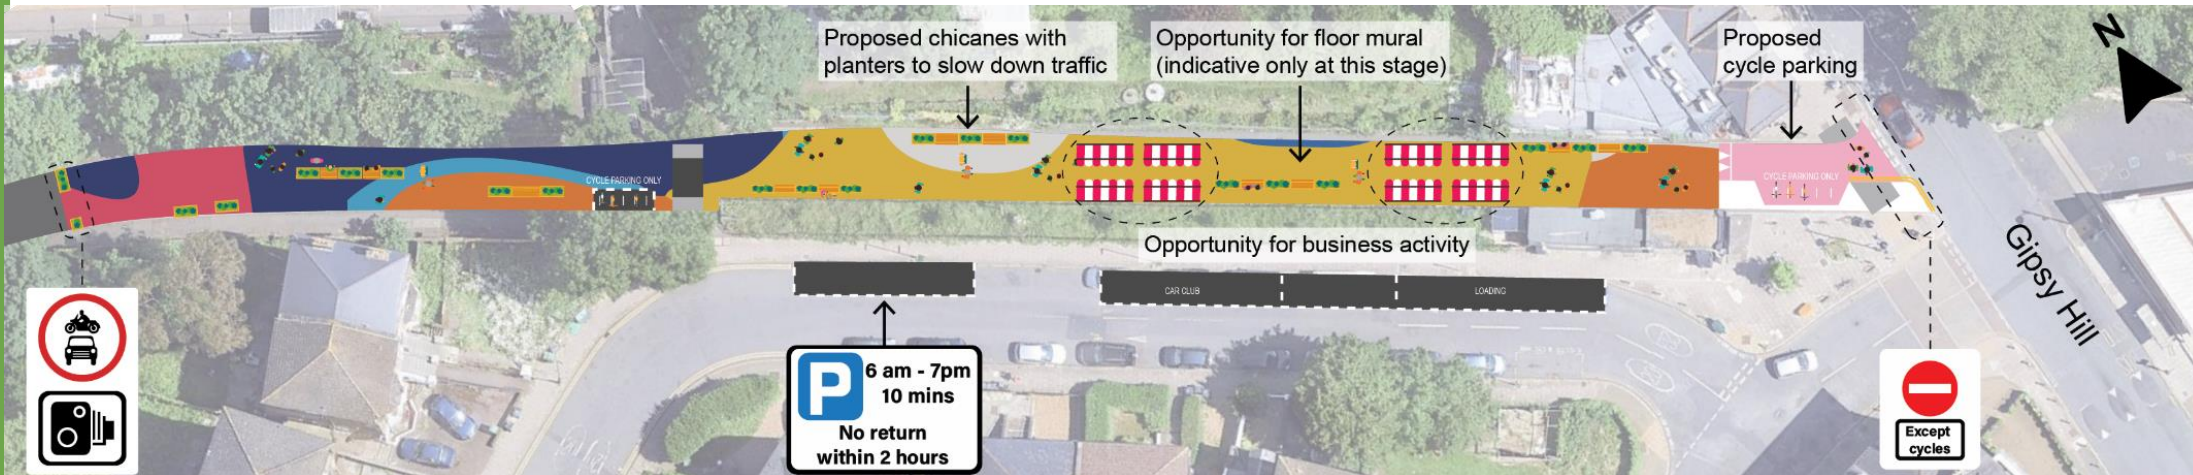 Proposed chicanes with
planters to slow down traffic
Opportunity for floor mural
(indicative only at this stage)
Proposed
cycle parking
N
CYCLE PARKING ONLY
CYCLE PARKING ONLY
Opportunity for business activity
Gipsy Hill
CAR CLUB
LOADING
P
6 am - 7pm
10 mins
No return
within 2 hours
Except
cycles